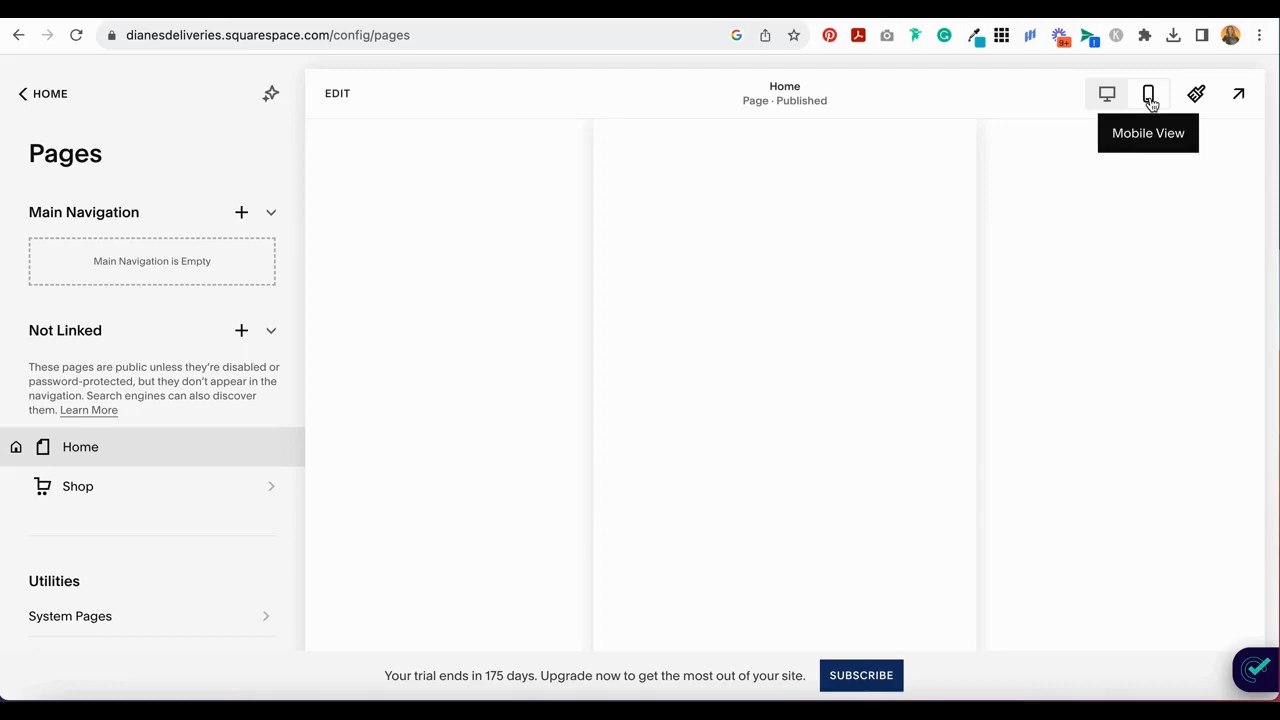 dianesdeliveries.squarespace.com/config/pages
9+
1
HOME
EDIT
Home
Page · Published
Mobile View
Pages
Main Navigation
Main Navigation is Empty
Not Linked
These pages are public unless they're disabled or
password-protected, but they don't appear in the
navigation. Search engines can also discover
them. Learn More
Home
Shop
Utilities
System Pages
Your trial ends in 175 days. Upgrade now to get the most out of your site.
SUBSCRIBE